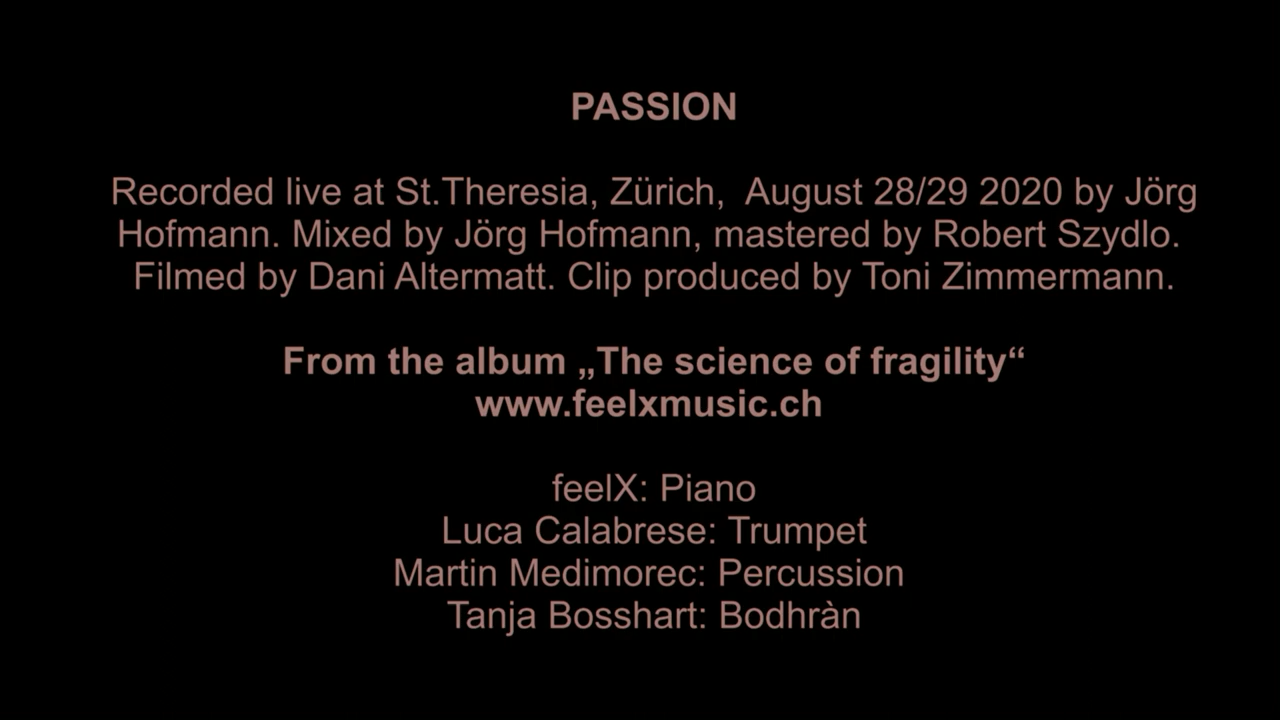 PASSION
Recorded live at St.Theresia, Zürich,  August 28/29 2020 by Jörg
Hofmann. Mixed by Jörg Hofmann, mastered by Robert Szydlo.
Filmed by Dani Altermatt. Clip produced by Toni Zimmermann.
From the album „The science of fragility“
www.feelxmusic.ch
feelX: Piano
Luca Calabrese: Trumpet
Martin Medimorec: Percussion
Tanja Bosshart: Bodhràn